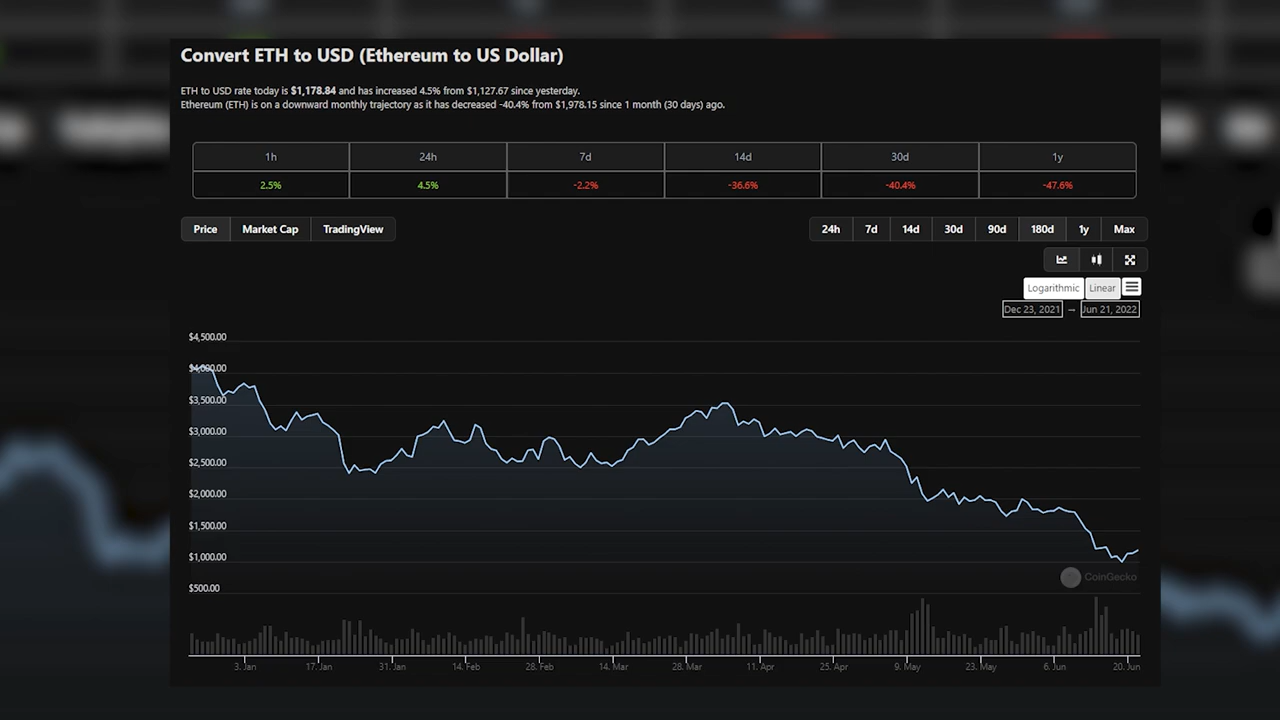 Convert ETH to USD (Ethereum to US Dollar)
ETH to USD rate today is $1,178.84 and has increased 4.5% from $1,127.67 since yesterday.
Ethereum (ETH) is on a downward monthly trajectory as it has decreased -40.4% from $1,978.15 since 1 month (30 days) ago.
1h 24h 7d 14d 30d 1y
2.5% 4.5% -2.2% -36.6% -40.4% -47.6%
Price Market Cap TradingView 24h 7d 14d 30d 90d 180d 1y Max
Logarithmic Linear
Dec 23, 2021 → Jun 21, 2022
$4,500.00
$4,000.00
$3,500.00
$3,000.00
$2,500.00
$2,000.00
$1,500.00
$1,000.00
CoinGecko
$500.00
3. Jan 17. Jan 31. Jan 14. Feb 28. Feb 14. Mar 28. Mar 11. Apr 25. Apr 9. May 23. May 6. Jun 20. Jun